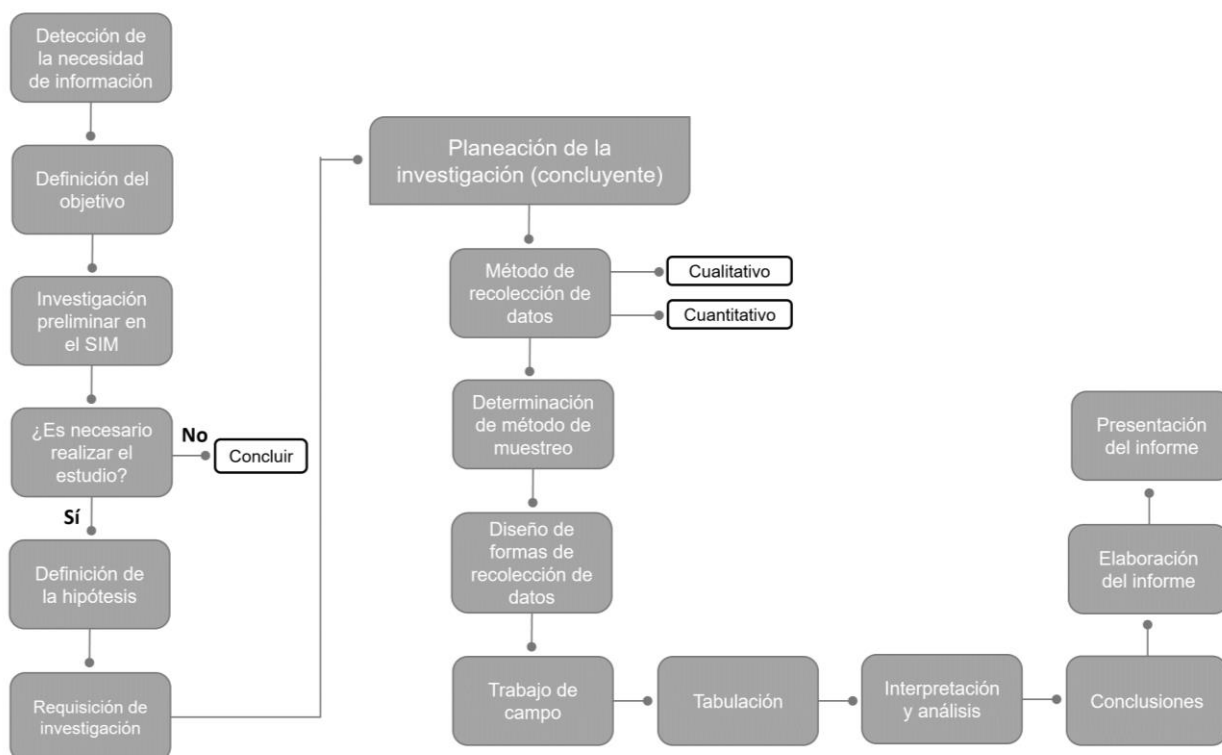 Detección de
la necesidad
de información
Definición del
objetivo
Investigación
preliminar en
el SIM
¿Es necesario
realizar el
estudio?
No
Concluir
Sí
Definición de
la hipótesis
Requisición de
investigación
Planeación de la
investigación (concluyente)
Método de
recolección de
datos
Cualitativo
Cuantitativo
Determinación
de método de
muestreo
Diseño de
formas de
recolección de
datos
Trabajo de
campo
Tabulación
Interpretación
y análisis
Conclusiones
Elaboración
del informe
Presentación
del informe